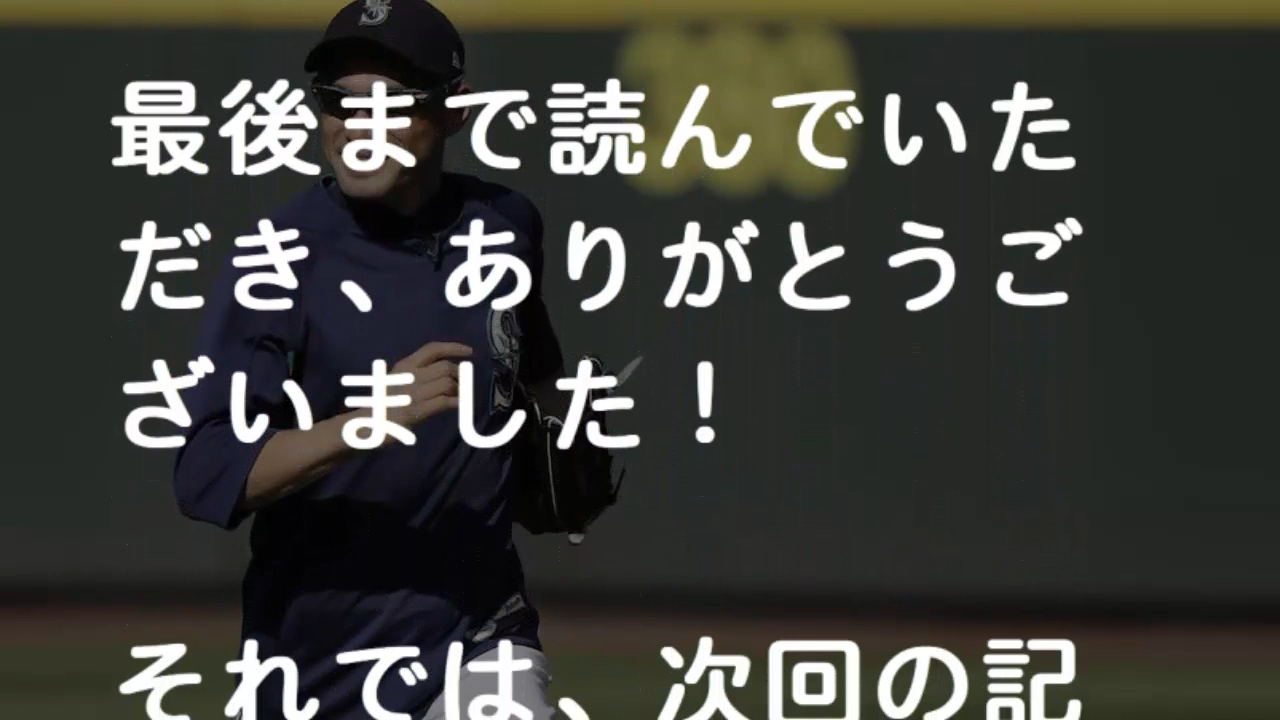 最後まで読んでいた
だき、ありがとうご
ざいました！
それでは、次回の記